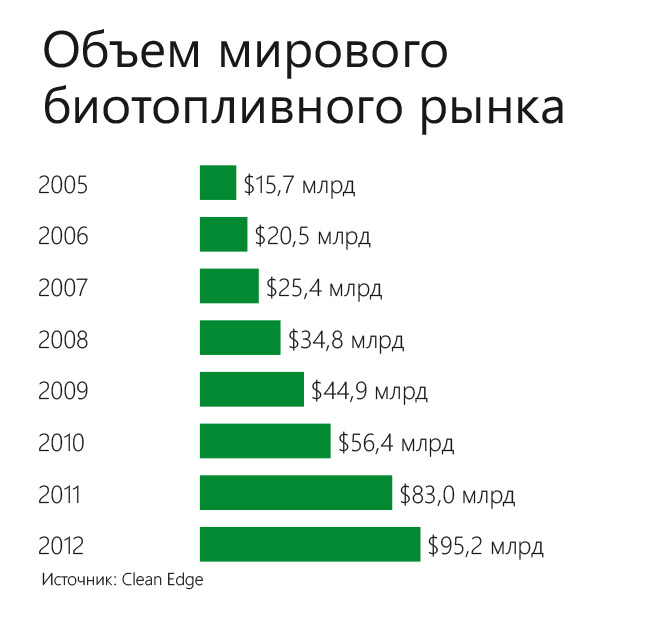 Объем мирового
биотопливного рынка
2005 $15,7 млрд
2006 $20,5 млрд
2007 $25,4 млрд
2008 $34,8 млрд
2009 $44,9 млрд
2010 $56,4 млрд
2011 $83,0 млрд
2012 $95,2 млрд
Источник: Clean Edge